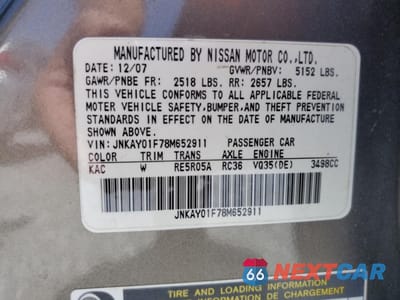 MANUFACTURED BY NISSAN MOTOR CO.,LTD.
DATE: 12/07 GVWR/PNBV: 5152 LBS.
GAWR/PNBE FR: 2518 LBS. RR: 2657 LBS.
THIS VEHICLE CONFORMS TO ALL APPLICABLE FEDERAL
MOTOR VEHICLE SAFETY, BUMPER, AND THEFT PREVENTION
STANDARDS IN EFFECT ON THE DATE OF MANUFACTURE
SHOWN ABOVE.
VIN: JNKAY01F78M652911 PASSENGER CAR
COLOR TRIM TRANS AXLE ENGINE
KAC W RE5R05A RC36 VQ35(DE) 3498CC
JNKAY01F78M652911
TIRE AND LOADING INFORMATION
66 NEXTCAR